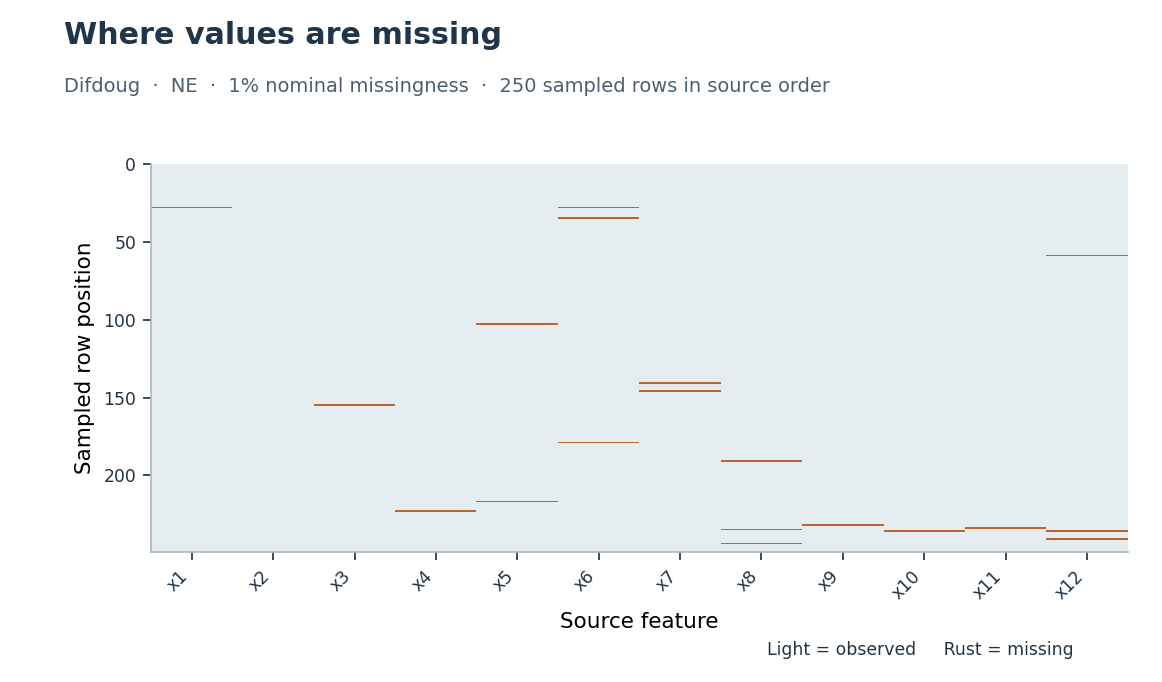 Where values are missing
Difdoug · NE · 1% nominal missingness · 250 sampled rows in source order
Sampled row position
0
50
100
150
200
x1 x2 x3 x4 x5 x6 x7 x8 x9 x10 x11 x12
Source feature
Light = observed Rust = missing